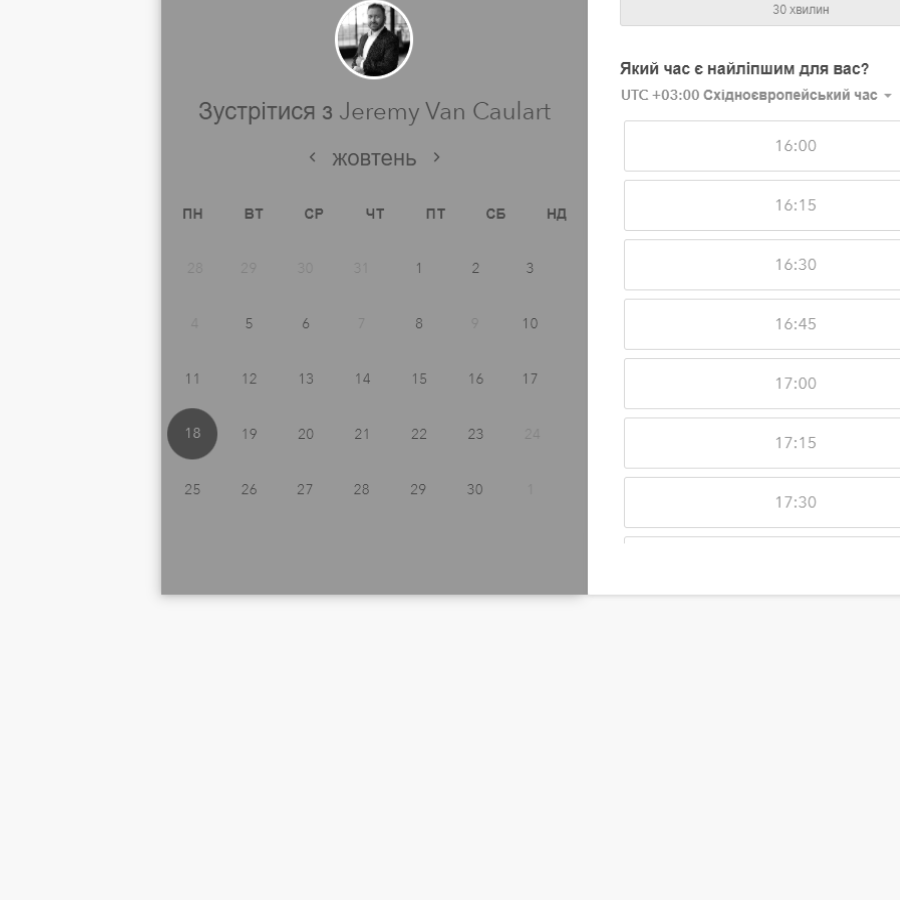 Зустрітися з Jeremy Van Caulart
жовтень
ПН ВТ СР ЧТ ПТ СБ НД
28 29 30 31 1 2 3
4 5 6 7 8 9 10
11 12 13 14 15 16 17
18 19 20 21 22 23 24
25 26 27 28 29 30 1
30 хвилин
Який час є найліпшим для вас?
UTC +03:00 Східноєвропейський час
16:00
16:15
16:30
16:45
17:00
17:15
17:30